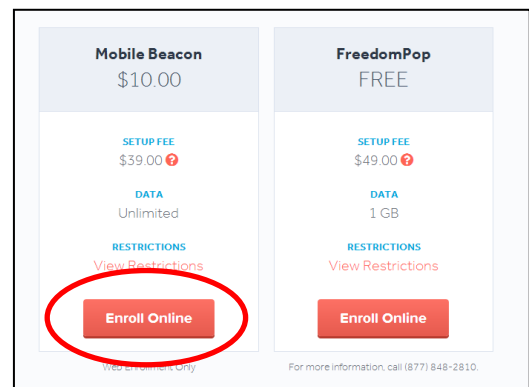 Mobile Beacon
$10.00
SETUP FEE
$39.00 ?
DATA
Unlimited
RESTRICTIONS
View Restrictions
Enroll Online
Web Enrollment Only
FreedomPop
FREE
SETUP FEE
$49.00 ?
DATA
1 GB
RESTRICTIONS
View Restrictions
Enroll Online
For more information, call (877) 848-2810.